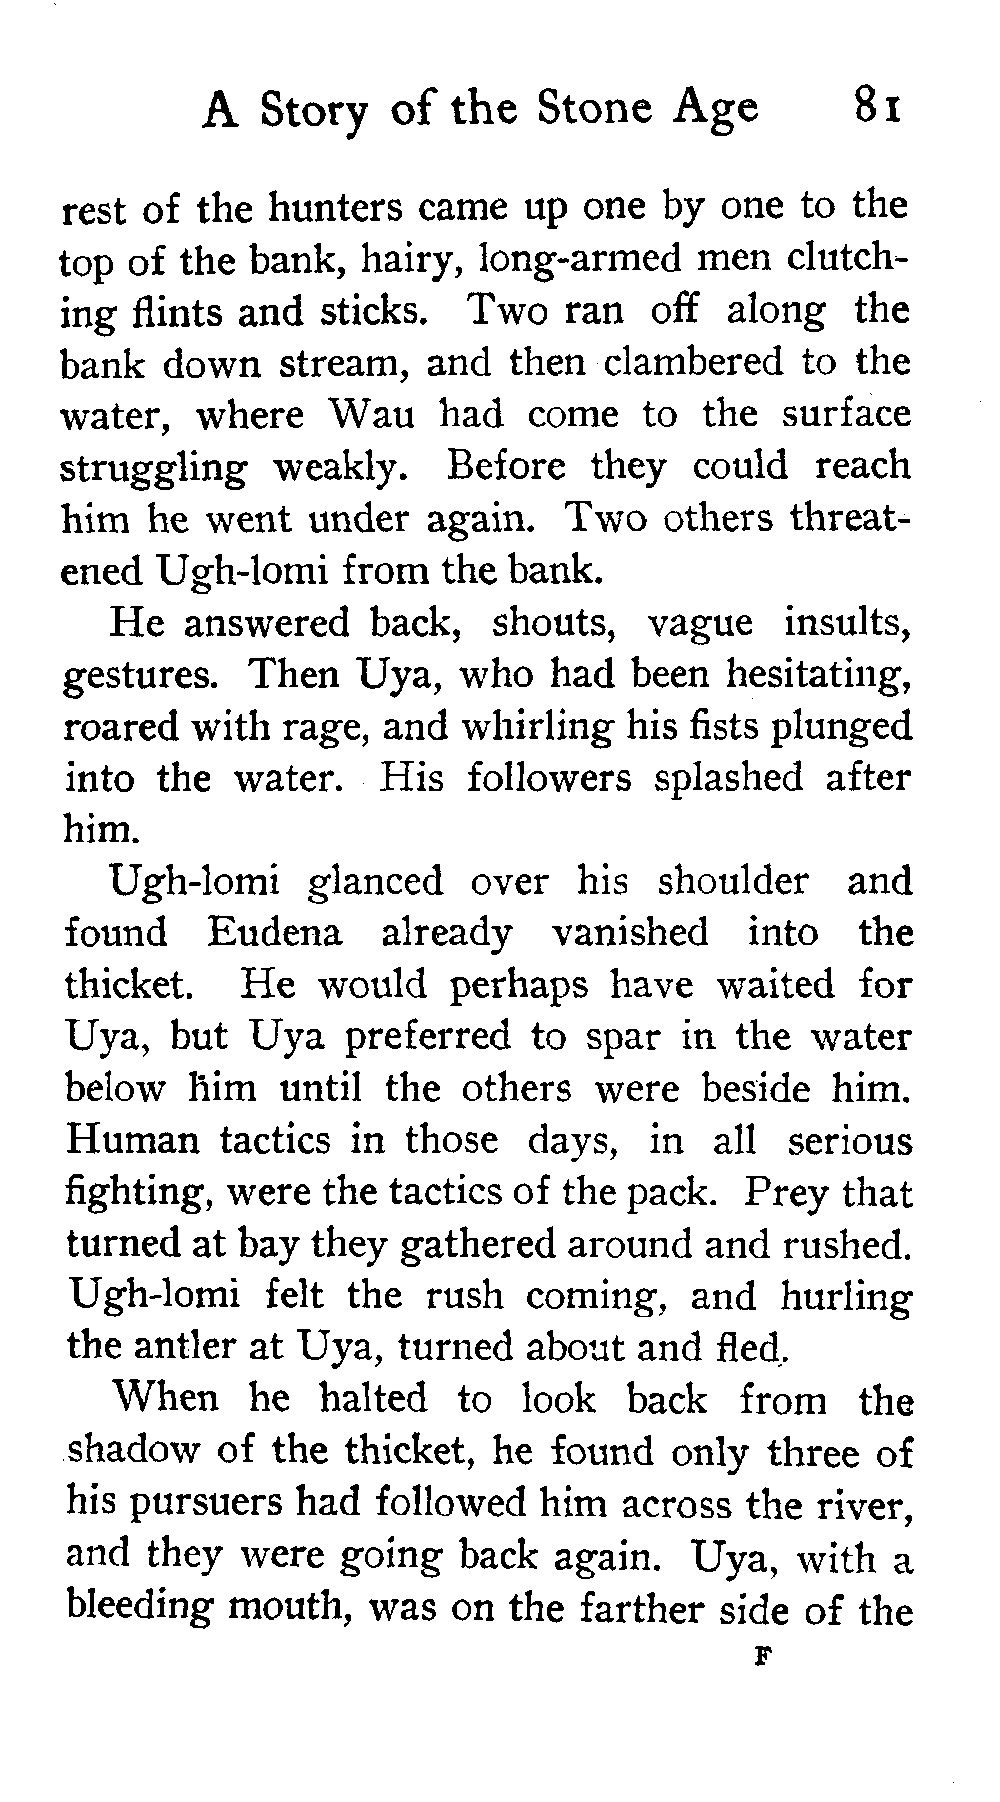 A Story of the Stone Age 81
rest of the hunters came up one by one to the
top of the bank, hairy, long-armed men clutch-
ing flints and sticks. Two ran off along the
bank down stream, and then clambered to the
water, where Wau had come to the surface
struggling weakly. Before they could reach
him he went under again. Two others threat-
ened Ugh-lomi from the bank.
He answered back, shouts, vague insults,
gestures. Then Uya, who had been hesitating,
roared with rage, and whirling his fists plunged
into the water. His followers splashed after
him.
Ugh-lomi glanced over his shoulder and
found Eudena already vanished into the
thicket. He would perhaps have waited for
Uya, but Uya preferred to spar in the water
below him until the others were beside him.
Human tactics in those days, in all serious
fighting, were the tactics of the pack. Prey that
turned at bay they gathered around and rushed.
Ugh-lomi felt the rush coming, and hurling
the antler at Uya, turned about and fled.
When he halted to look back from the
shadow of the thicket, he found only three of
his pursuers had followed him across the river,
and they were going back again. Uya, with a
bleeding mouth, was on the farther side of the
F